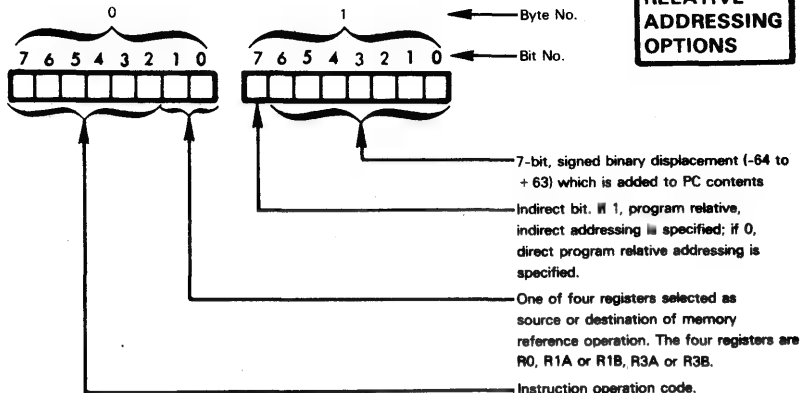 0
1
Byte No.
RELATIVE
ADDRESSING
OPTIONS
7 6 5 4 3 2 1 0
7 6 5 4 3 2 1 0
Bit No.
7-bit, signed binary displacement (-64 to
+ 63) which is added to PC contents
Indirect bit. If 1, program relative,
indirect addressing is specified; if 0,
direct program relative addressing is
specified.
One of four registers selected as
source or destination of memory
reference operation. The four registers are
R0, R1A or R1B, R3A or R3B.
Instruction operation code.